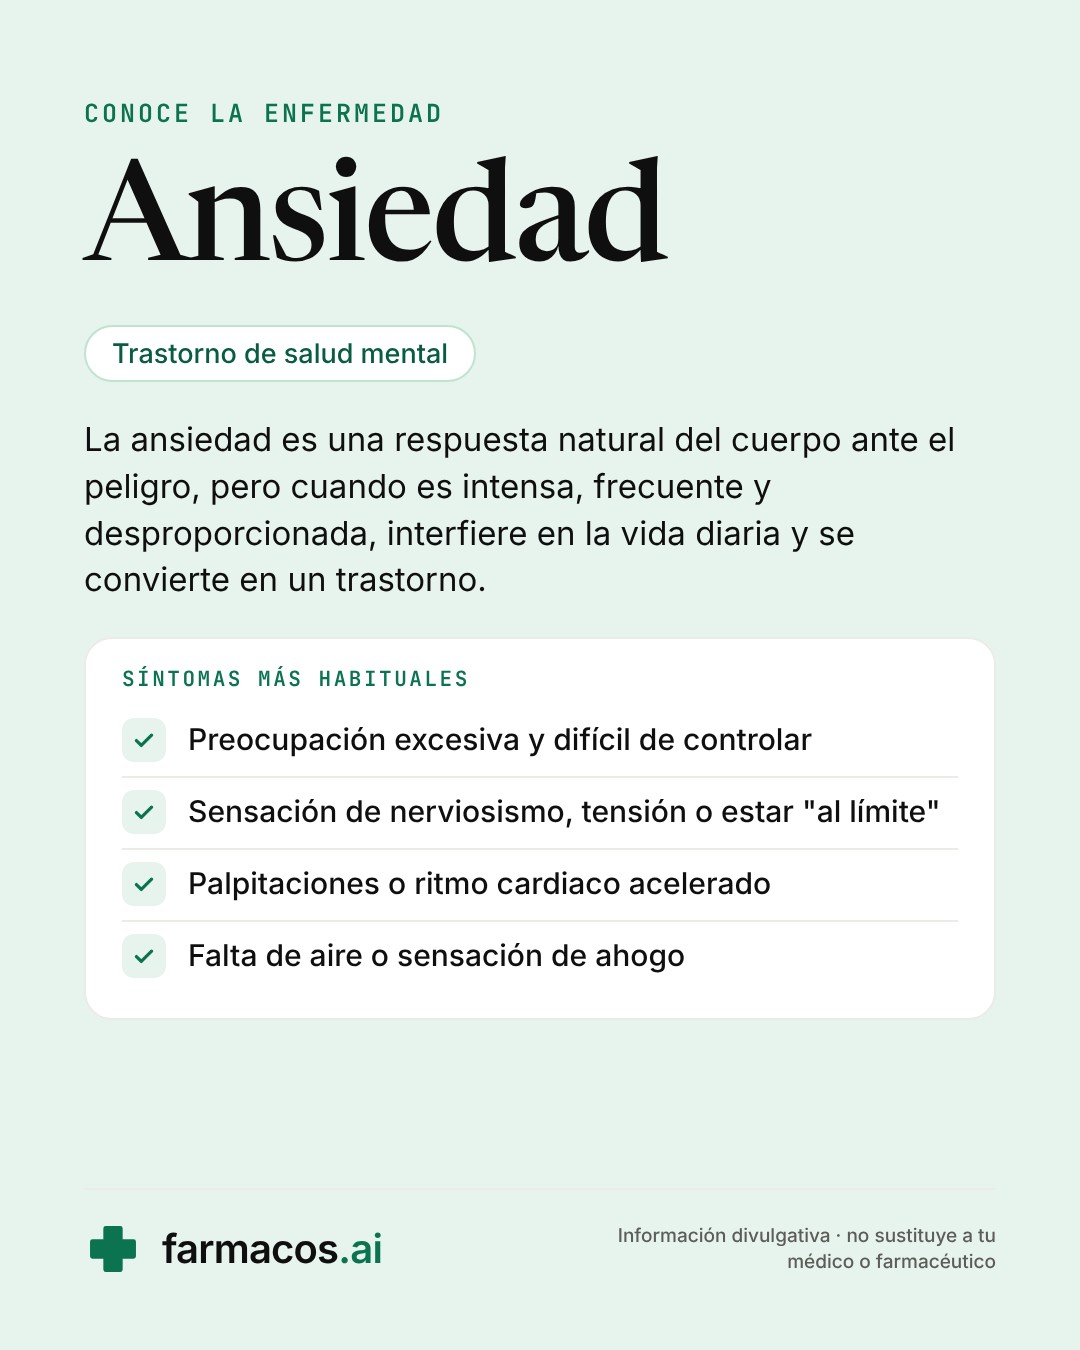 CONOCE LA ENFERMEDAD
Ansiedad
Trastorno de salud mental
La ansiedad es una respuesta natural del cuerpo ante el
peligro, pero cuando es intensa, frecuente y
desproporcionada, interfiere en la vida diaria y se
convierte en un trastorno.
SÍNTOMAS MÁS HABITUALES
Preocupación excesiva y difícil de controlar
Sensación de nerviosismo, tensión o estar "al límite"
Palpitaciones o ritmo cardiaco acelerado
Falta de aire o sensación de ahogo
farmacos.ai
Información divulgativa · no sustituye a tu
médico o farmacéutico